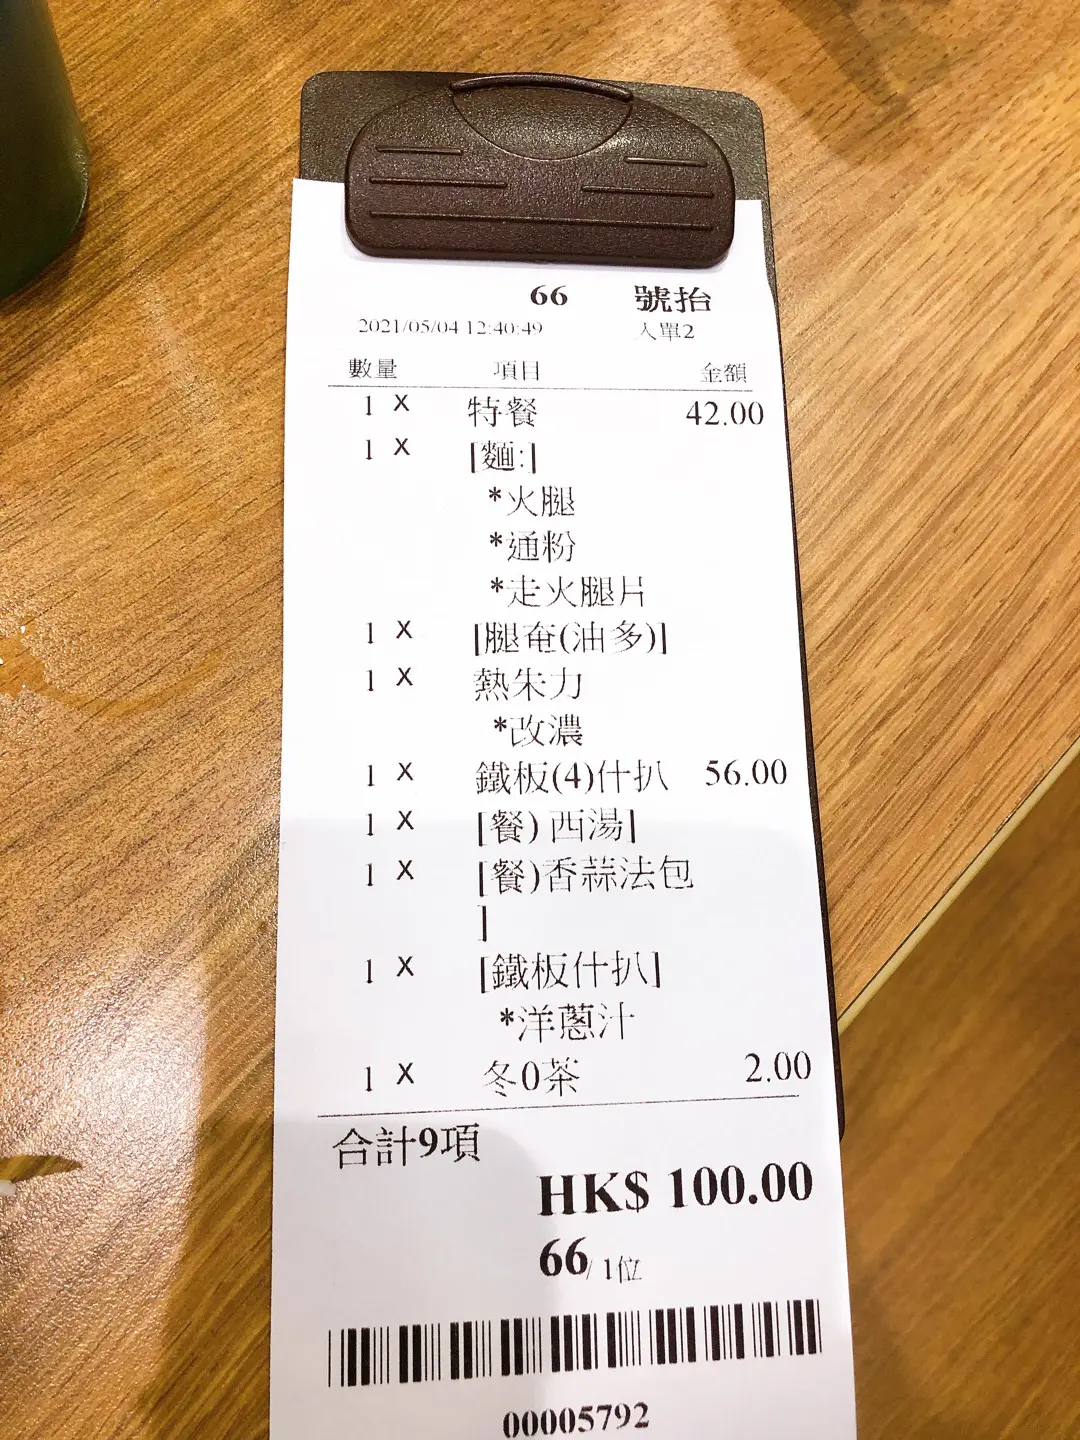 66 號抬
2021/05/04 12:40:49 入單2
數量 項目 金額
1 X 特餐 42.00
1 X [麵:]
*火腿
*通粉
*走火腿片
1 X [腿奄(油多)]
1 X 熱朱力
*改濃
1 X 鐵板(4)什扒 56.00
1 X [餐) 西湯]
1 X [餐)香蒜法包
]
1 X [鐵板什扒]
*洋蔥汁
1 X 冬0茶 2.00
合計9項
HK$ 100.00
66/ 1位
00005792